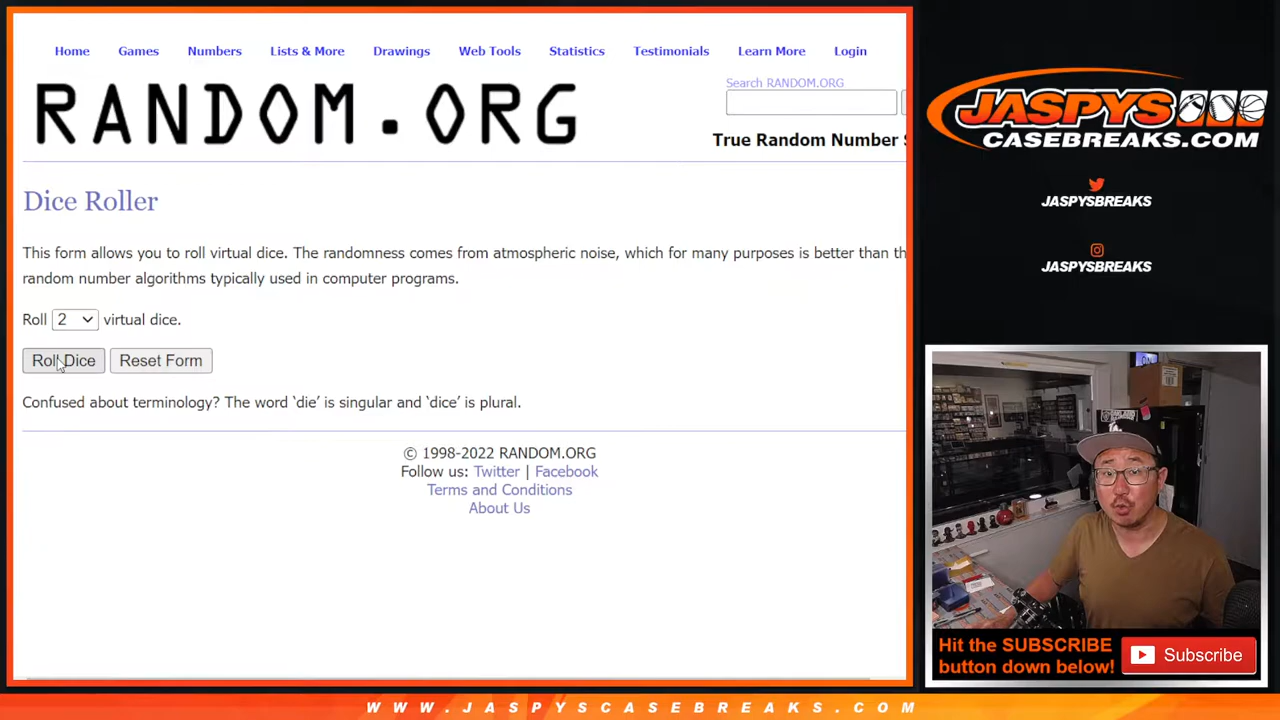 Home Games Numbers Lists & More Drawings Web Tools Statistics Testimonials Learn More Login
RANDOM.ORG
Search RANDOM.ORG
True Random Number S
Dice Roller
This form allows you to roll virtual dice. The randomness comes from atmospheric noise, which for many purposes is better than th
random number algorithms typically used in computer programs.
Roll 2 virtual dice.
Roll Dice Reset Form
Confused about terminology? The word ‘die’ is singular and ‘dice’ is plural.
© 1998-2022 RANDOM.ORG
Follow us: Twitter | Facebook
Terms and Conditions
About Us
JASPYS
CASEBREAKS.COM
JASPYSBREAKS
JASPYSBREAKS
Hit the SUBSCRIBE
button down below!
Subscribe
WWW.JASPYSCASEBREAKS.COM